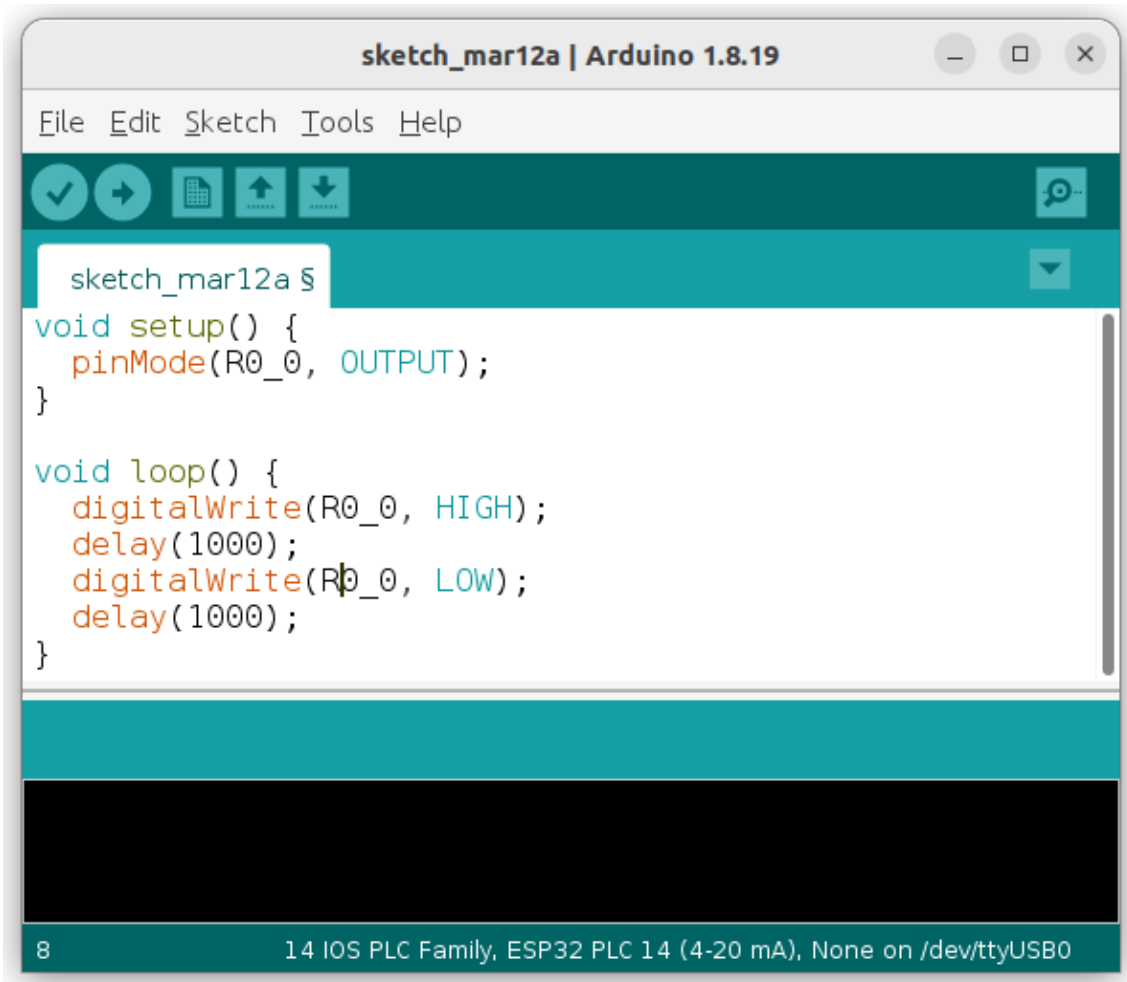 sketch_mar12a | Arduino 1.8.19
File Edit Sketch Tools Help
sketch_mar12a §
void setup() {
  pinMode(R0_0, OUTPUT);
}

void loop() {
  digitalWrite(R0_0, HIGH);
  delay(1000);
  digitalWrite(R0_0, LOW);
  delay(1000);
}
8 14 IOS PLC Family, ESP32 PLC 14 (4-20 mA), None on /dev/ttyUSB0